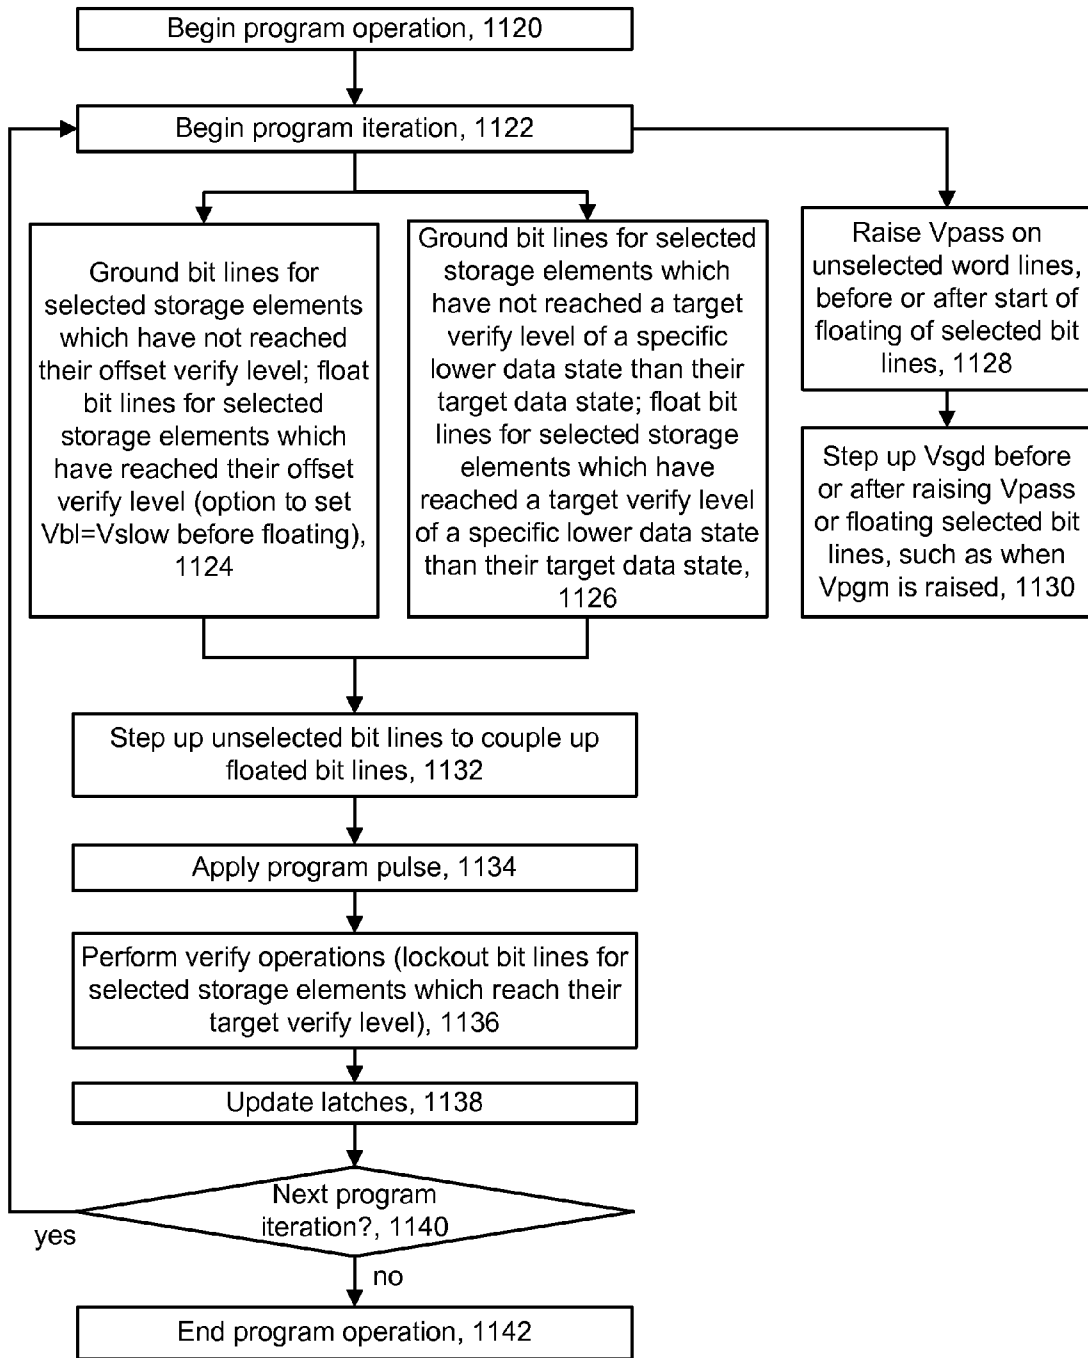 Begin program operation, 1120
Begin program iteration, 1122
Ground bit lines for
selected storage elements
which have not reached
their offset verify level; float
bit lines for selected
storage elements which
have reached their offset
verify level (option to set
Vbl=Vslow before floating),
1124
Ground bit lines for selected
storage elements which
have not reached a target
verify level of a specific
lower data state than their
target data state; float bit
lines for selected storage
elements which have
reached a target verify level
of a specific lower data state
than their target data state,
1126
Raise Vpass on
unselected word lines,
before or after start of
floating of selected bit
lines, 1128
Step up Vsgd before
or after raising Vpass
or floating selected bit
lines, such as when
Vpgm is raised, 1130
Step up unselected bit lines to couple up
floated bit lines, 1132
Apply program pulse, 1134
Perform verify operations (lockout bit lines for
selected storage elements which reach their
target verify level), 1136
Update latches, 1138
Next program
iteration?, 1140
yes
no
End program operation, 1142